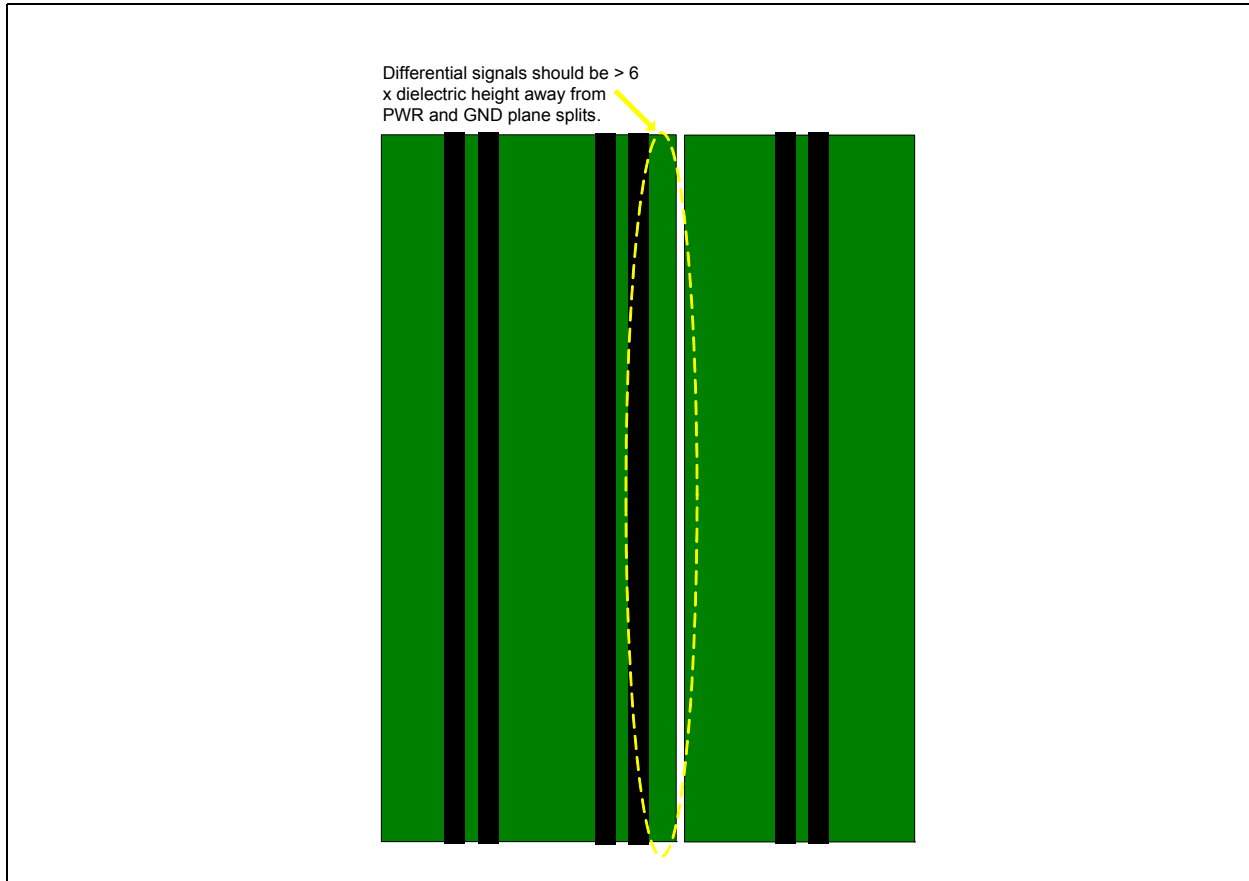 Differential signals should be > 6
x dielectric height away from
PWR and GND plane splits.